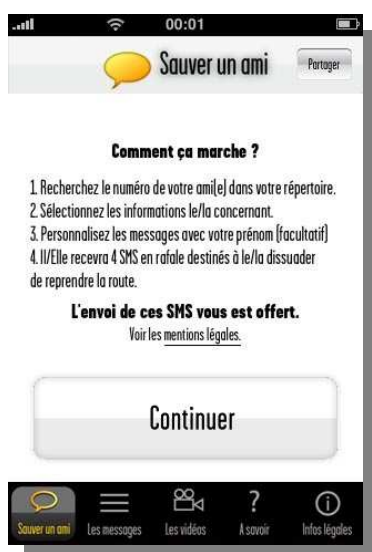 00:01
Sauver un ami
Partager
Comment ça marche ?
1. Recherchez le numéro de votre ami(e) dans votre répertoire.
2. Sélectionnez les informations le/la concernant.
3. Personnalisez les messages avec votre prénom (facultatif)
4. Il/Elle recevra 4 SMS en rafale destinés à le/la dissuader
de reprendre la route.
L'envoi de ces SMS vous est offert.
Voir les mentions légales.
Continuer
Sauver un ami Les messages Les vidéos A savoir Infos légales